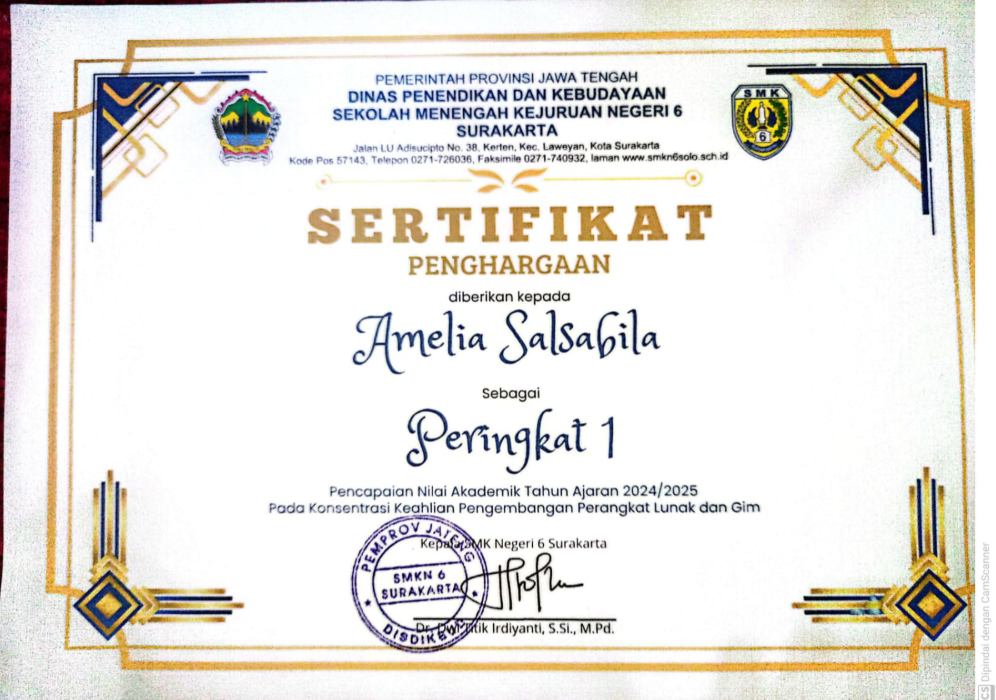 PEMERINTAH PROVINSI JAWA TENGAH
DINAS PENENDIKAN DAN KEBUDAYAAN
SEKOLAH MENENGAH KEJURUAN NEGERI 6
SURAKARTA
Jalan LU Adisucipto No. 38, Kerten, Kec. Laweyan, Kota Surakarta
Kode Pos 57143, Telepon 0271-726036, Faksimile 0271-740932, laman www.smkn6solo.sch.id
SMK
6
SERTIFIKAT
PENGHARGAAN
diberikan kepada
Amelia Salsabila
Sebagai
Peringkat 1
Pencapaian Nilai Akademik Tahun Ajaran 2024/2025
Pada Konsentrasi Keahlian Pengembangan Perangkat Lunak dan Gim
Kepala SMK Negeri 6 Surakarta
PEMPROV JATENG
SMKN 6
SURAKARTA
DISDIKBUD
Dr. Dwi Titik Irdiyanti, S.Si., M.Pd.
CS Dipindai dengan CamScanner